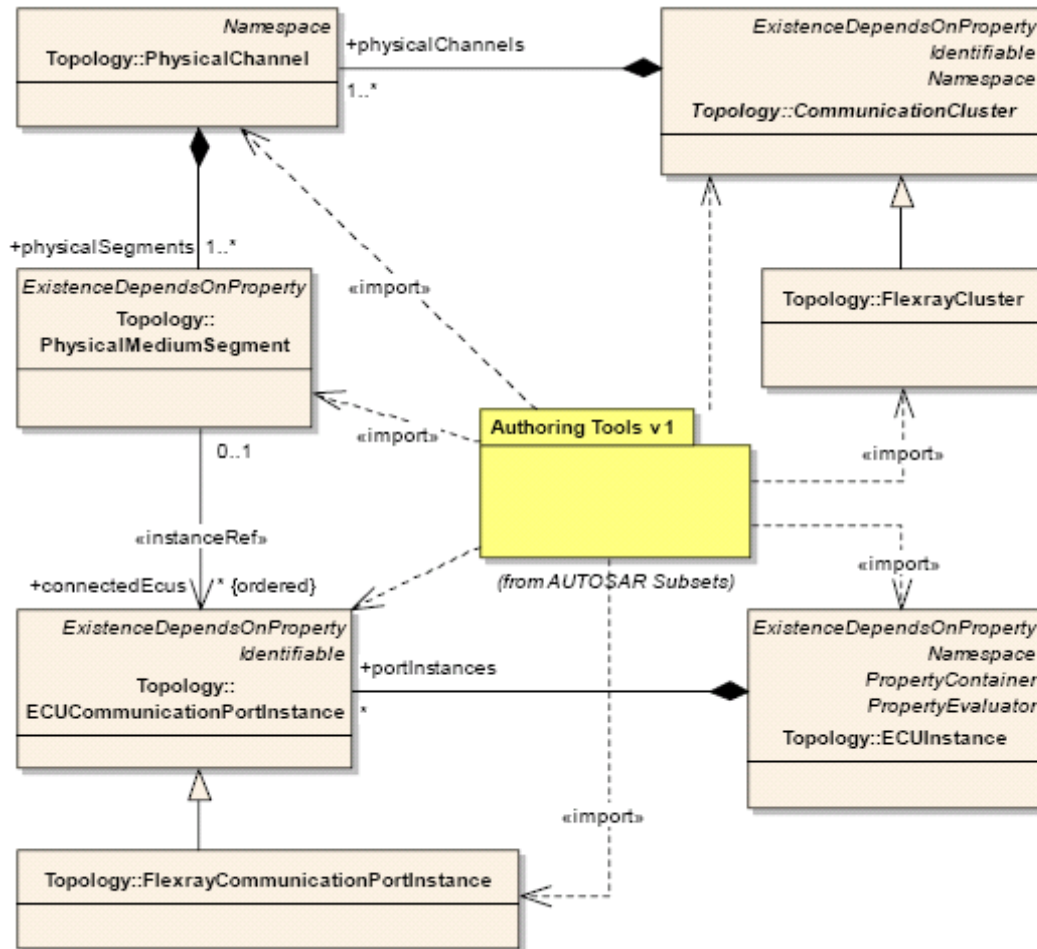 Namespace
Topology::PhysicalChannel
+physicalChannels
1..*
ExistenceDependsOnProperty
Identifiable
Namespace
Topology::CommunicationCluster
+physicalSegments 1..*
ExistenceDependsOnProperty
Topology::
PhysicalMediumSegment
«import»
Topology::FlexrayCluster
«import»
Authoring Tools v1
0..1
«import»
«instanceRef»
(from AUTOSAR Subsets)
«import»
+connectedEcus * {ordered}
ExistenceDependsOnProperty
Identifiable
Topology::
ECUCommunicationPortInstance
+portInstances
*
ExistenceDependsOnProperty
Namespace
PropertyContainer
PropertyEvaluator
Topology::ECUInstance
«import»
Topology::FlexrayCommunicationPortInstance